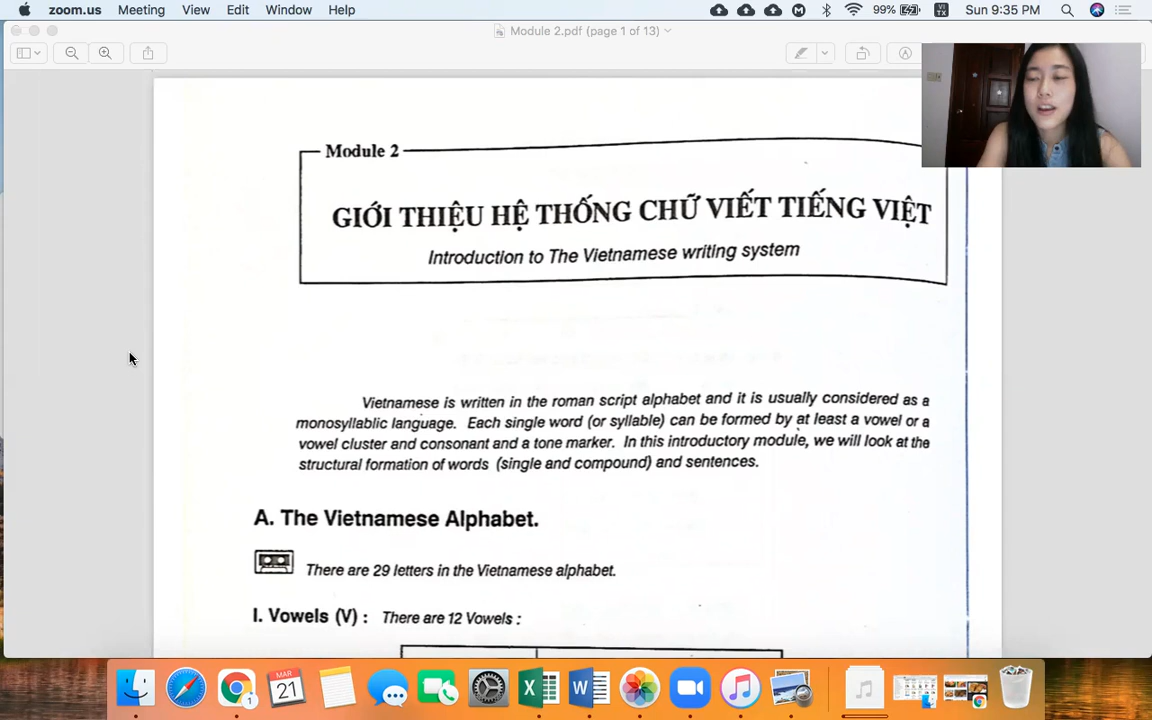 zoom.us Meeting View Edit Window Help 99% VI TX Sun 9:35 PM
Module 2.pdf (page 1 of 13)
Module 2
GIỚI THIỆU HỆ THỐNG CHỮ VIẾT TIẾNG VIỆT
Introduction to The Vietnamese writing system
Vietnamese is written in the roman script alphabet and it is usually considered as a
monosyllablic language. Each single word (or syllable) can be formed by at least a vowel or a
vowel cluster and consonant and a tone marker. In this introductory module, we will look at the
structural formation of words (single and compound) and sentences.
A. The Vietnamese Alphabet.
There are 29 letters in the Vietnamese alphabet.
I. Vowels (V) : There are 12 Vowels :
MAR
21
1
X
W